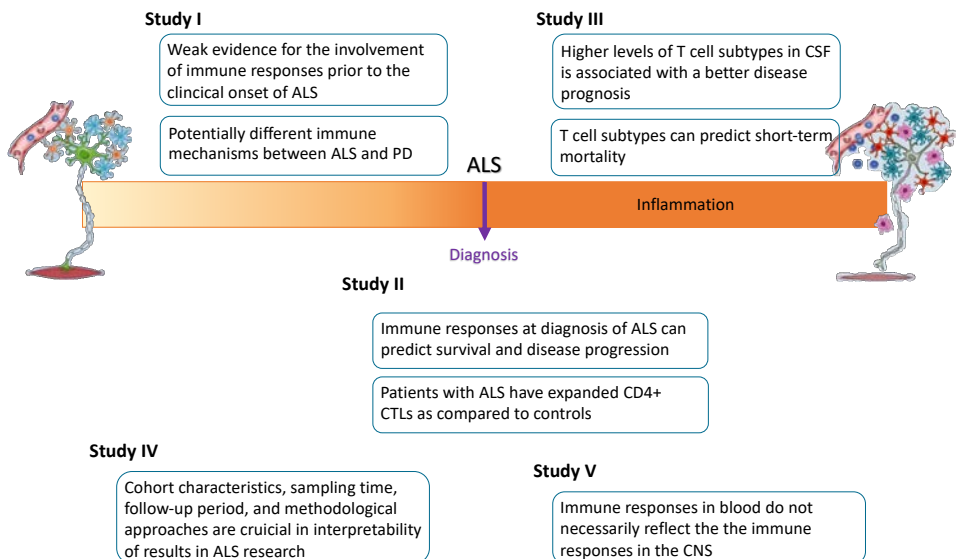 Study I
Weak evidence for the involvement
of immune responses prior to the
clincical onset of ALS
Potentially different immune
mechanisms between ALS and PD
Study III
Higher levels of T cell subtypes in CSF
is associated with a better disease
prognosis
T cell subtypes can predict short-term
mortality
ALS
Inflammation
Diagnosis
Study II
Immune responses at diagnosis of ALS can
predict survival and disease progression
Patients with ALS have expanded CD4+
CTLs as compared to controls
Study IV
Cohort characteristics, sampling time,
follow-up period, and methodological
approaches are cruicial in interpretability
of results in ALS research
Study V
Immune responses in blood do not
necessarily reflect the the immune
responses in the CNS